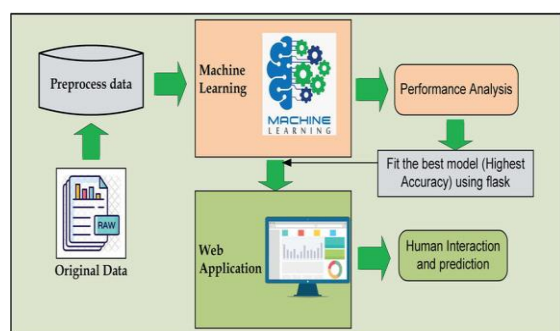 Preprocess data
Machine
Learning
MACHINE
LEARNING
Performance Analysis
Fit the best model (Highest
Accuracy) using flask
RAW
Original Data
Web
Application
Human Interaction
and prediction